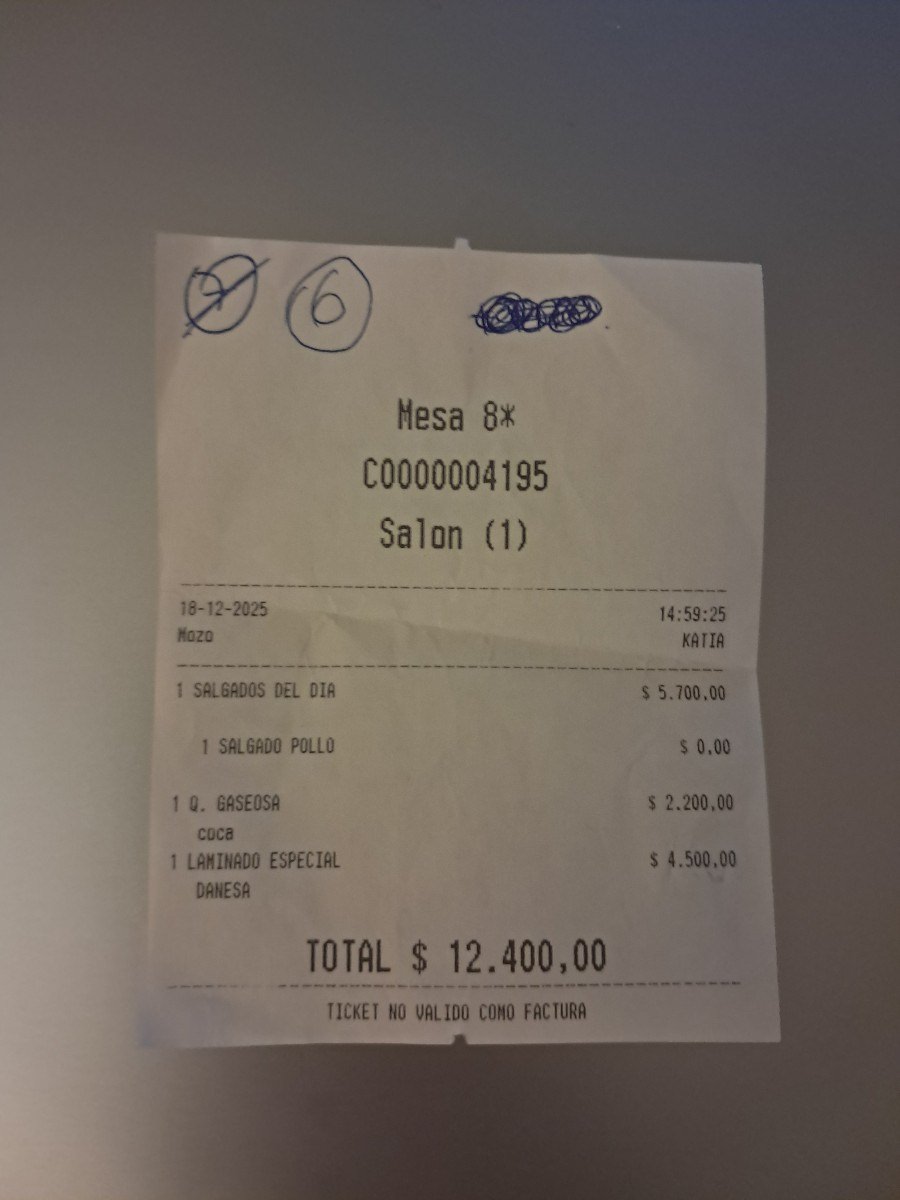 6
Mesa 8*
C0000004195
Salon (1)
18-12-2025 14:59:25
Mozo KATIA
1 SALGADOS DEL DIA $ 5.700,00
1 SALGADO POLLO $ 0,00
1 Q. GASEOSA $ 2.200,00
coca
1 LAMINADO ESPECIAL $ 4.500,00
DANESA
TOTAL $ 12.400,00
TICKET NO VALIDO COMO FACTURA